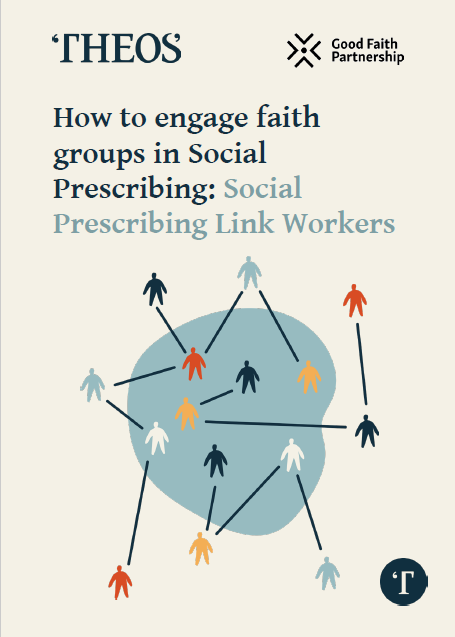 ‘THEOS’
Good Faith
Partnership
How to engage faith
groups in Social
Prescribing: Social
Prescribing Link Workers
‘T